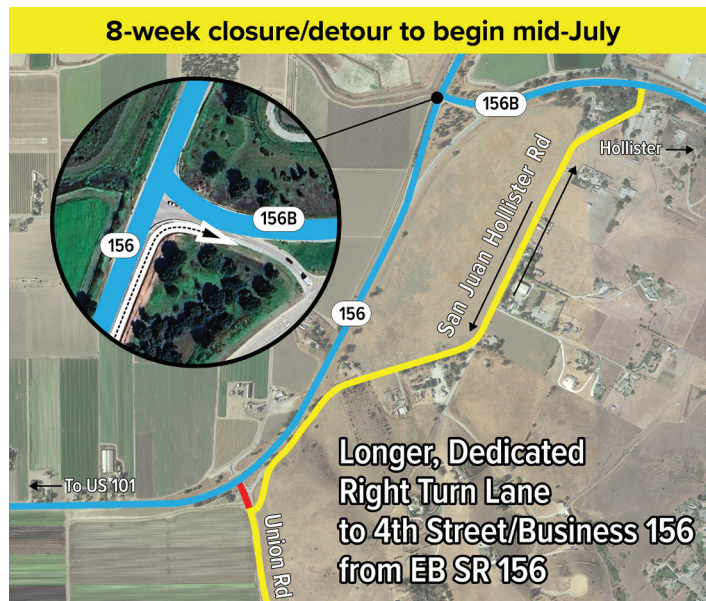 8-week closure/detour to begin mid-July
156B
Hollister
San Juan Hollister Rd
156B
156
156
To US 101
Union Rd
Longer, Dedicated
Right Turn Lane
to 4th Street/Business 156
from EB SR 156